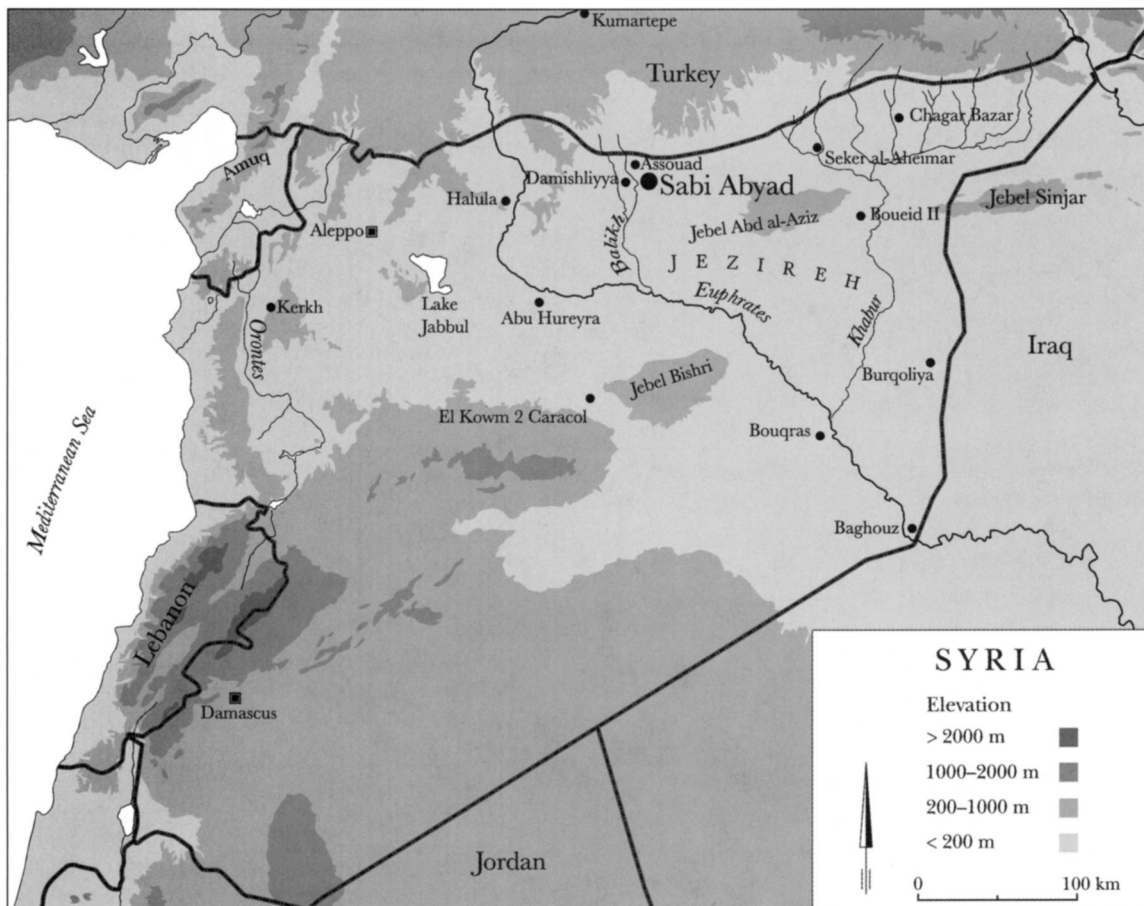 Kumartepe
Turkey
Chagar Bazar
Seker al-Aheimar
Amuq
Assouad
Damishliyya
Sabi Abyad
Halula
Jebel Sinjar
Aleppo
Balikh
Jebel Abd al-Aziz
Boueid II
JEZIREH
Kerkh
Lake
Jabbul
Abu Hureyra
Euphrates
Khabur
Orontes
Iraq
Burqoliya
Jebel Bishri
El Kowm 2 Caracol
Bouqras
Mediterranean Sea
Baghouz
Lebanon
Damascus
Jordan
SYRIA
Elevation
> 2000 m
1000–2000 m
200–1000 m
< 200 m
0 100 km